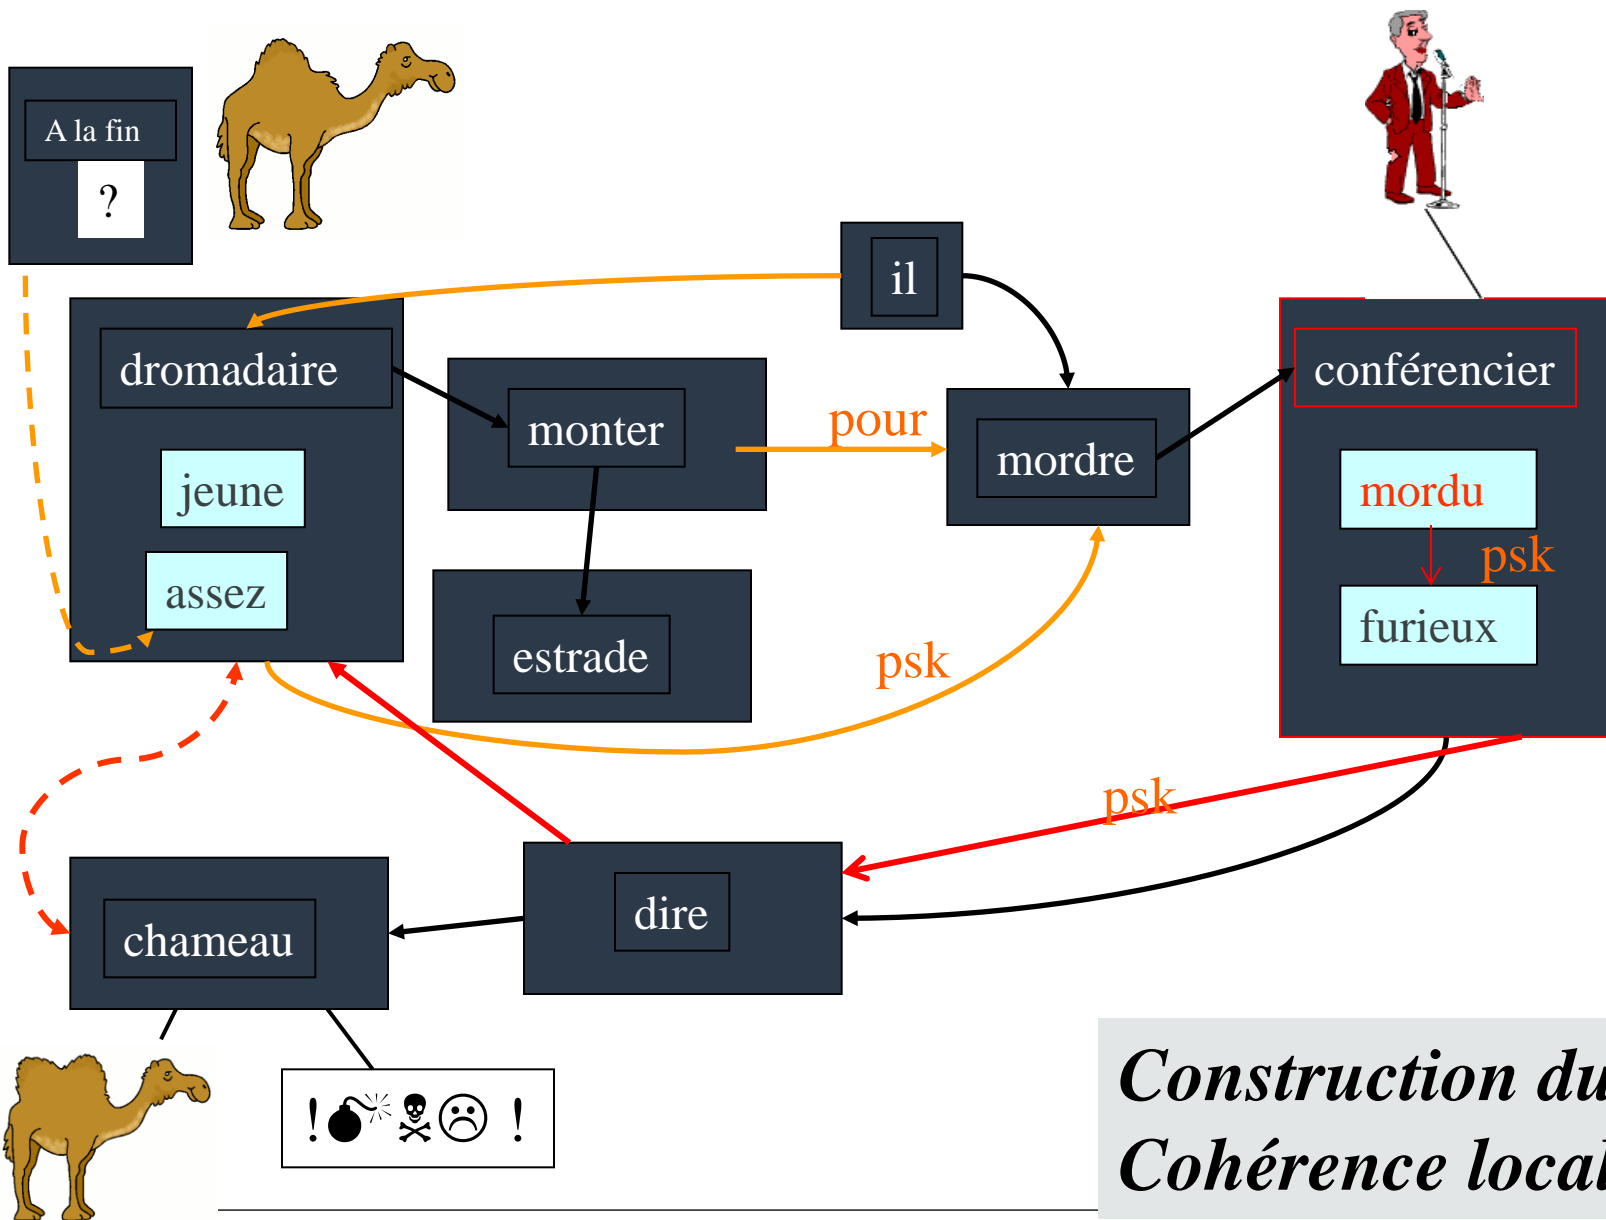 A la fin
?
il
dromadaire
monter
pour
mordre
conférencier
jeune
assez
estrade
psk
mordu
psk
furieux
psk
chameau
dire
! !
Construction du
Cohérence local